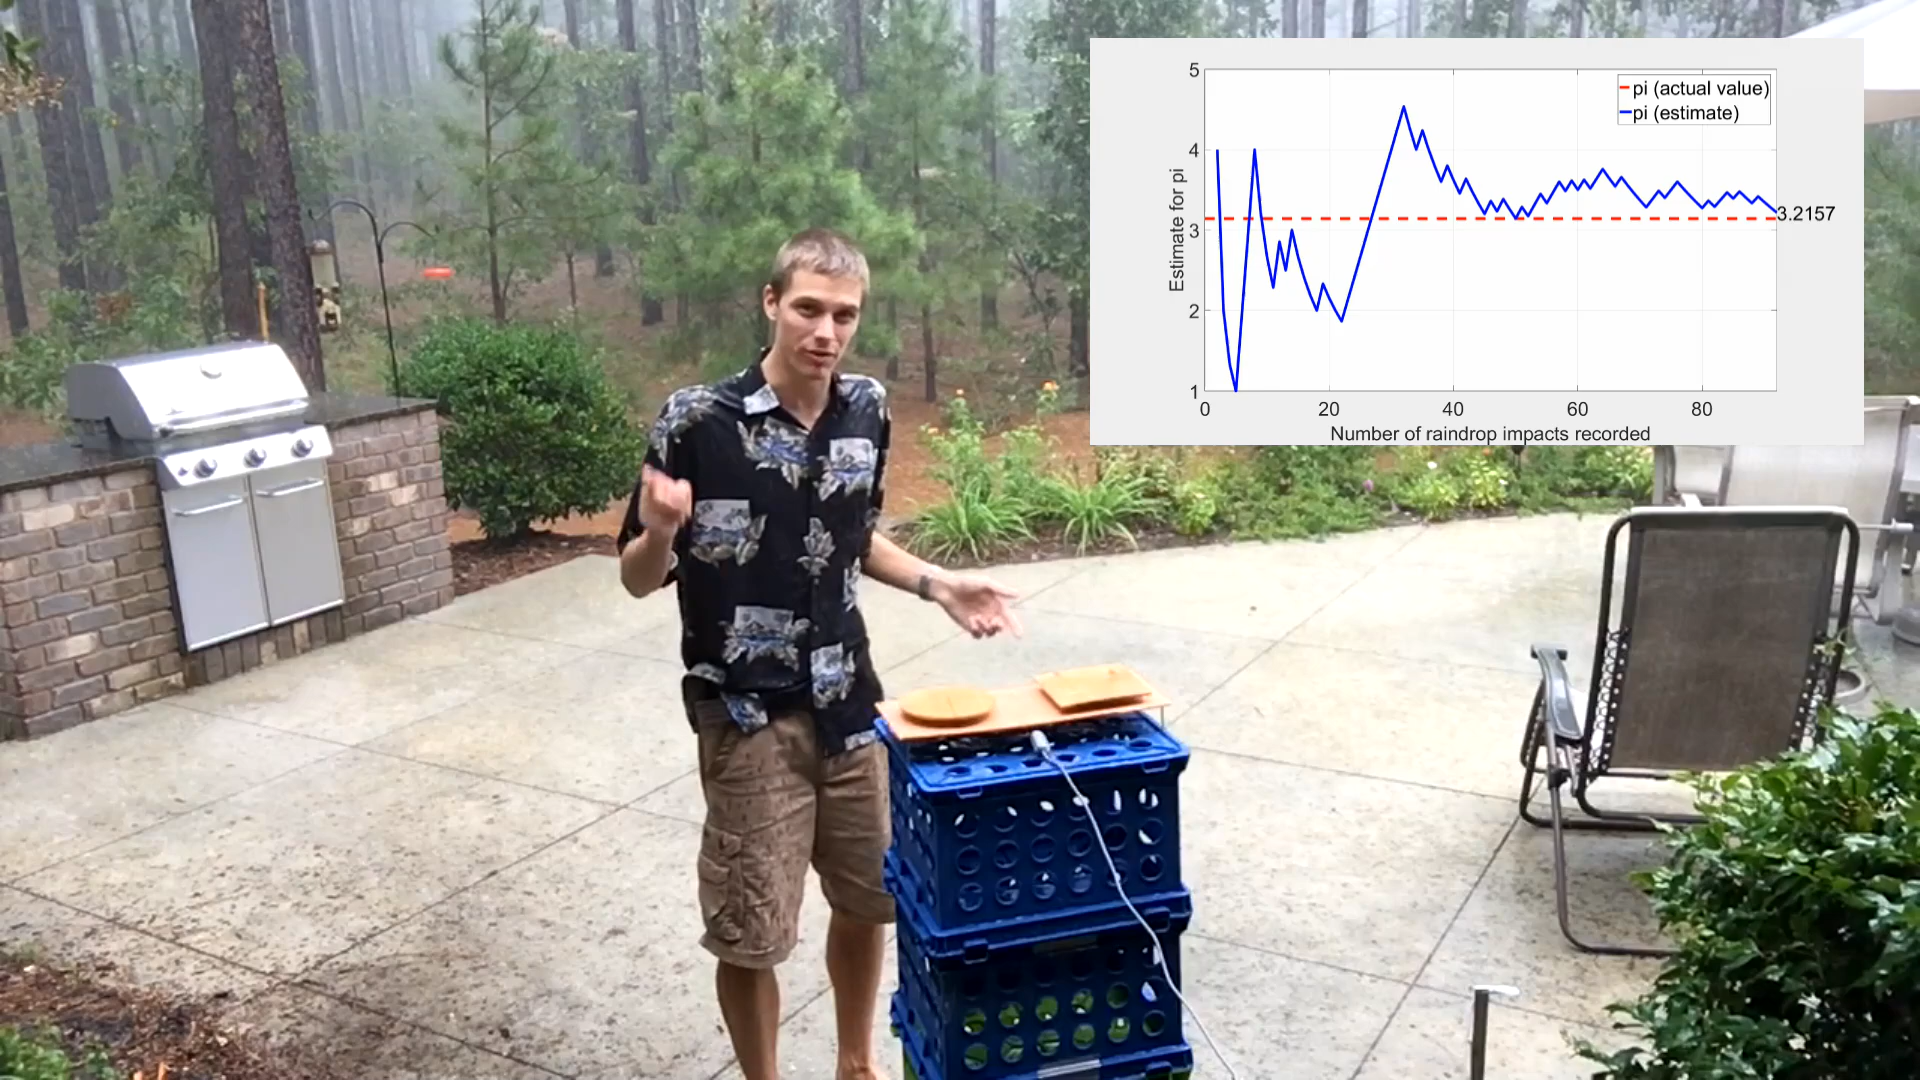 5
pi (actual value)
pi (estimate)
4
3.2157
3
Estimate for pi
2
1
0 20 40 60 80
Number of raindrop impacts recorded